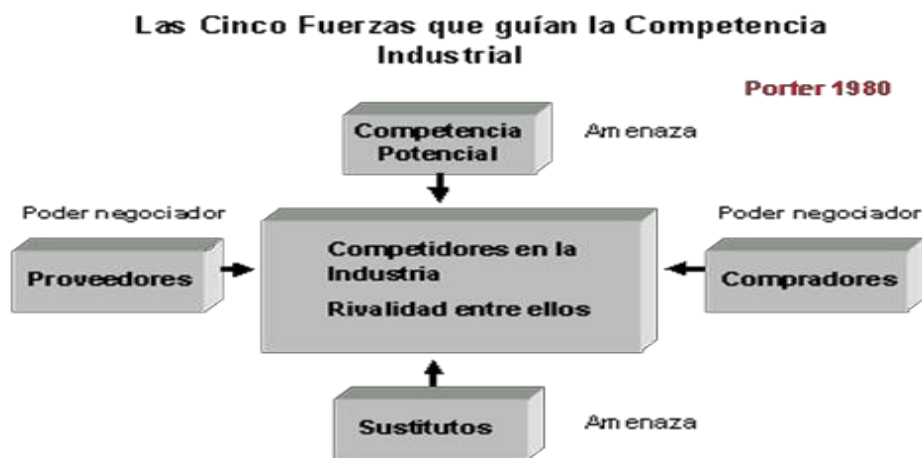 Las Cinco Fuerzas que guían la Competencia
Industrial
Porter 1980
Competencia
Potencial
Amenaza
Poder negociador
Poder negociador
Proveedores
Competidores en la
Industria
Rivalidad entre ellos
Compradores
Sustitutos
Amenaza